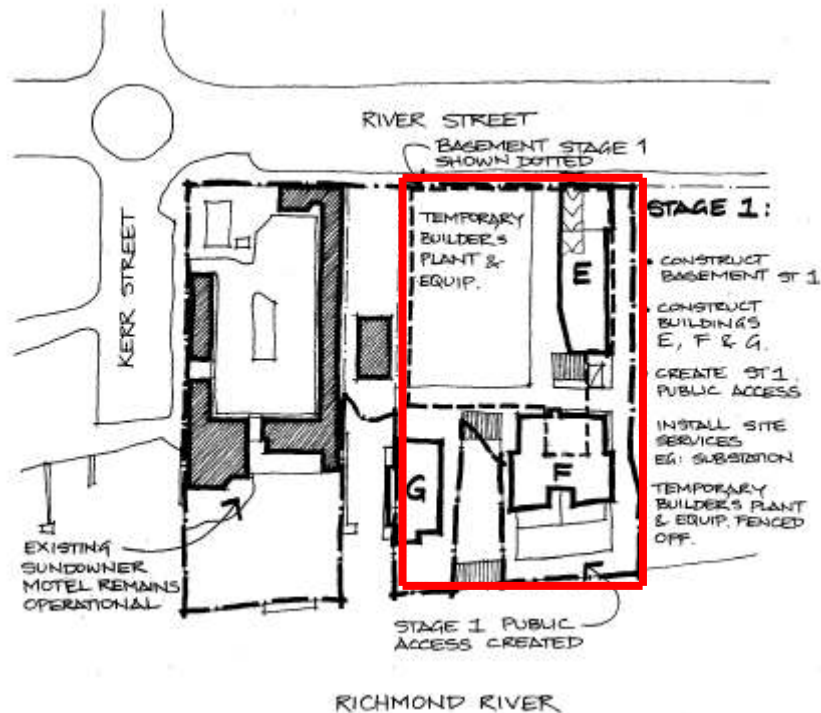 RIVER STREET
BASEMENT STAGE 1
SHOWN DOTTED
STAGE 1:
TEMPORARY
BUILDERS
PLANT &
EQUIP.
E
CONSTRUCT
BASEMENT ST 1
CONSTRUCT
BUILDINGS
E, F & G.
CREATE ST 1.
PUBLIC ACCESS
INSTALL SITE
SERVICES
EG: SUBSTATION
TEMPORARY
BUILDERS PLANT
& EQUIP. FENCED
OFF.
KERR STREET
G
F
EXISTING
SUNDOWNER
MOTEL REMAINS
OPERATIONAL
STAGE 1 PUBLIC
ACCESS CREATED
RICHMOND RIVER